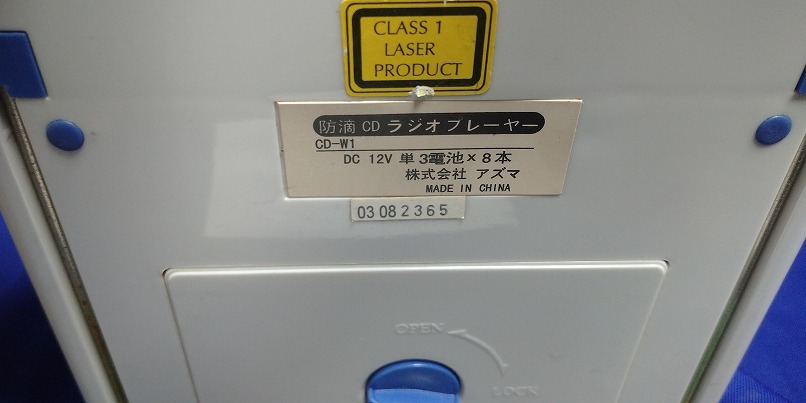 CLASS 1
LASER
PRODUCT
防滴 CD ラジオプレーヤー
CD-W1
DC 12V 単3電池×8本
株式会社 アズマ
MADE IN CHINA
03082365
OPEN
LOCK